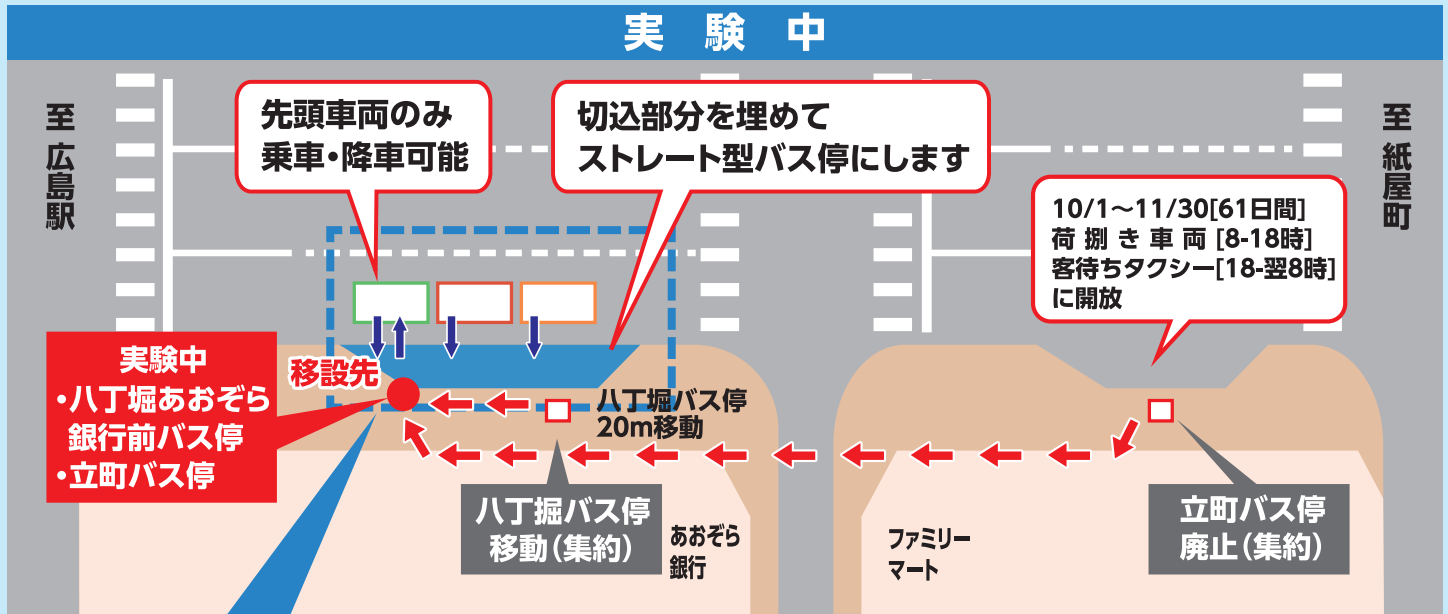 実験中
至広島駅
先頭車両のみ
乗車・降車可能
切込部分を埋めて
ストレート型バス停にします
至紙屋町
10/1～11/30[61日間]
荷捌き車両[8-18時]
客待ちタクシー[18-翌8時]
に開放
実験中
・八丁堀あおぞら
銀行前バス停
・立町バス停
移設先
八丁堀バス停
20m移動
八丁掘バス停
移動(集約)
あおぞら
銀行
ファミリー
マート
立町バス停
廃止(集約)